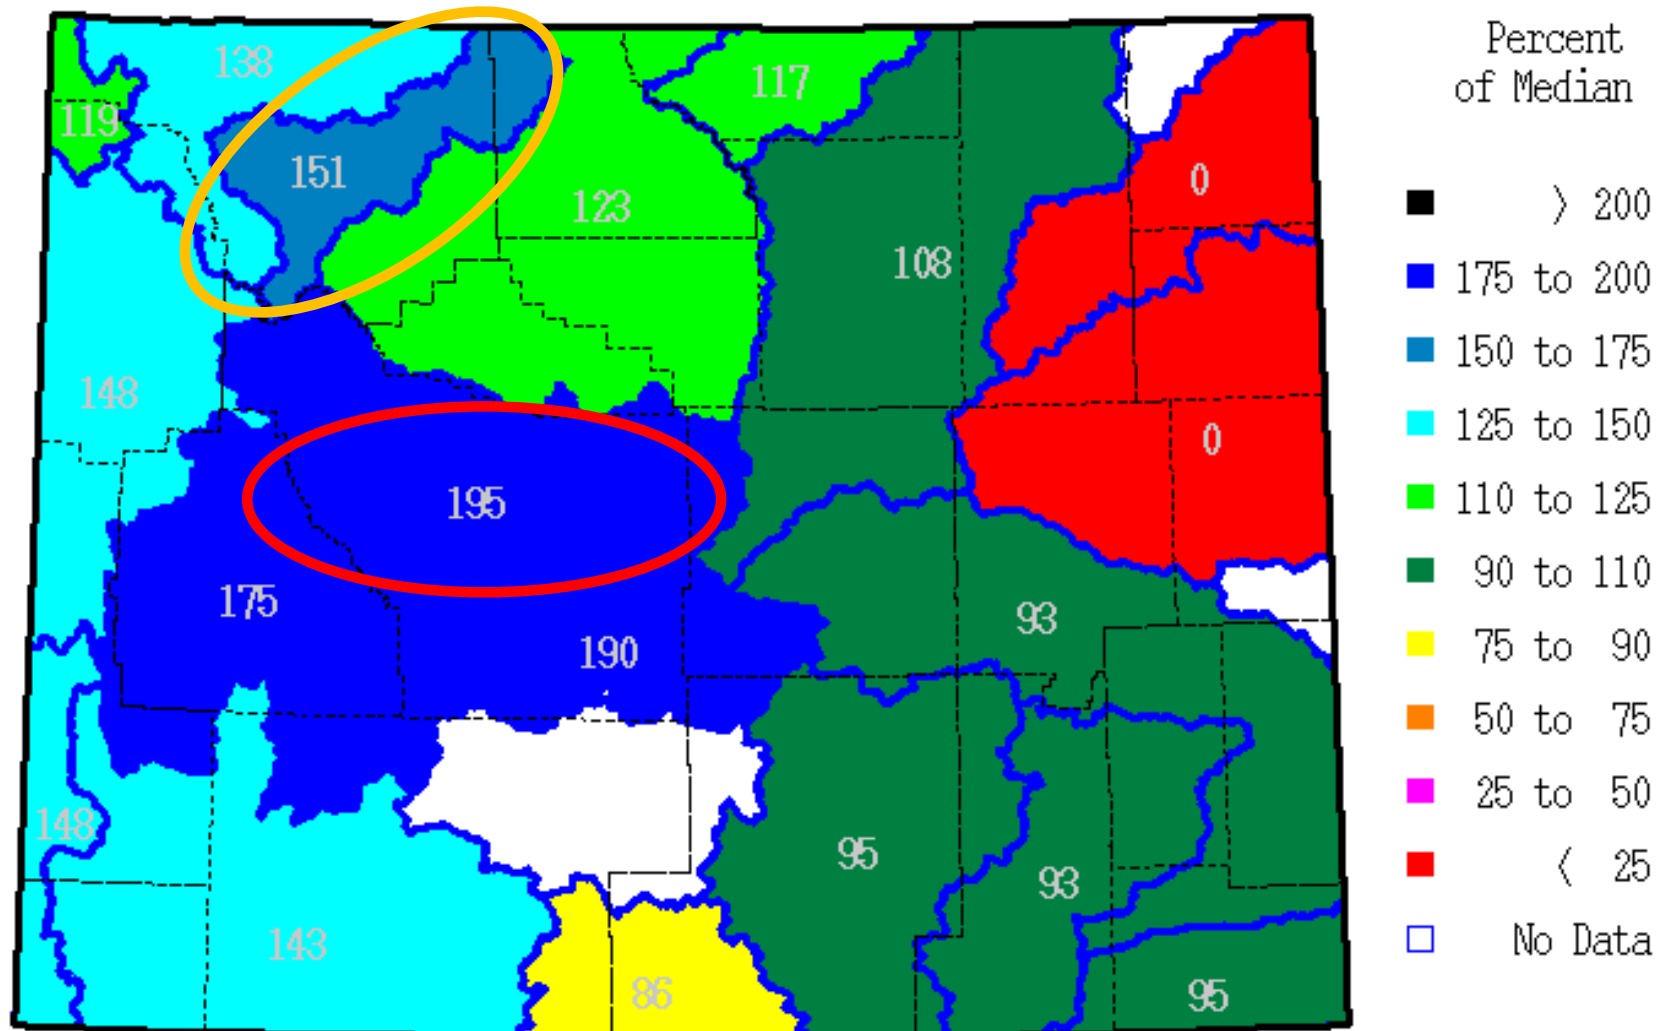 138
119
151
117
123
0
108
148
0
195
175
93
190
148
95
93
143
86
95
Percent
of Median
> 200
175 to 200
150 to 175
125 to 150
110 to 125
90 to 110
75 to 90
50 to 75
25 to 50
< 25
No Data